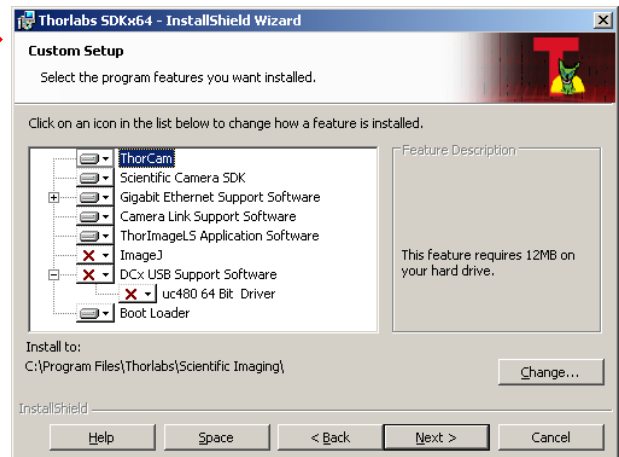 Thorlabs SDKx64 - InstallShield Wizard
Custom Setup
Select the program features you want installed.
Click on an icon in the list below to change how a feature is installed.
ThorCam
Scientific Camera SDK
Gigabit Ethernet Support Software
Camera Link Support Software
ThorImageLS Application Software
ImageJ
DCx USB Support Software
uc480 64 Bit Driver
Boot Loader
Feature Description
This feature requires 12MB on
your hard drive.
Install to:
C:\Program Files\Thorlabs\Scientific Imaging\
Change...
InstallShield
Help
Space
< Back
Next >
Cancel